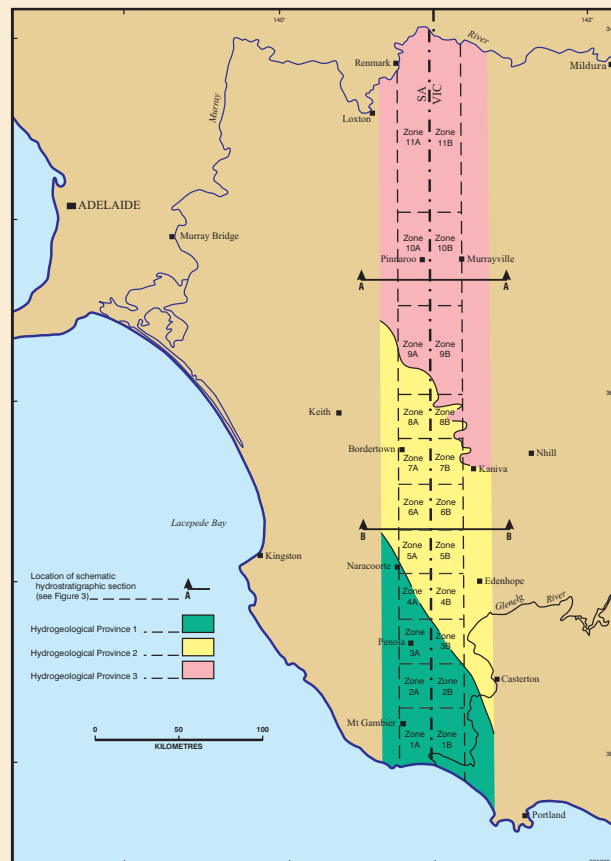 140°
142°
River
Renmark
Mildura
SA
VIC
Murray
Loxton
Zone
11A
Zone
11B
ADELAIDE
Murray Bridge
Zone
10A
Zone
10B
Pinnaroo
Murrayville
A
A
Zone
9A
Zone
9B
Keith
Zone
8A
Zone
8B
Bordertown
Zone
7A
Zone
7B
Nhill
Kaniva
Zone
6A
Zone
6B
Lacepede Bay
B
B
Kingston
Zone
5A
Zone
5B
Naracoorte
Edenhope
Zone
4A
Zone
4B
Glenelg
River
Penola
Zone
3A
Zone
3B
Casterton
Zone
2A
Zone
2B
Mt Gambier
Zone
1A
Zone
1B
Portland
Location of schematic
hydrostratigraphic section
(see Figure 3)
A
Hydrogeological Province 1
Hydrogeological Province 2
Hydrogeological Province 3
0 50 100
KILOMETRES